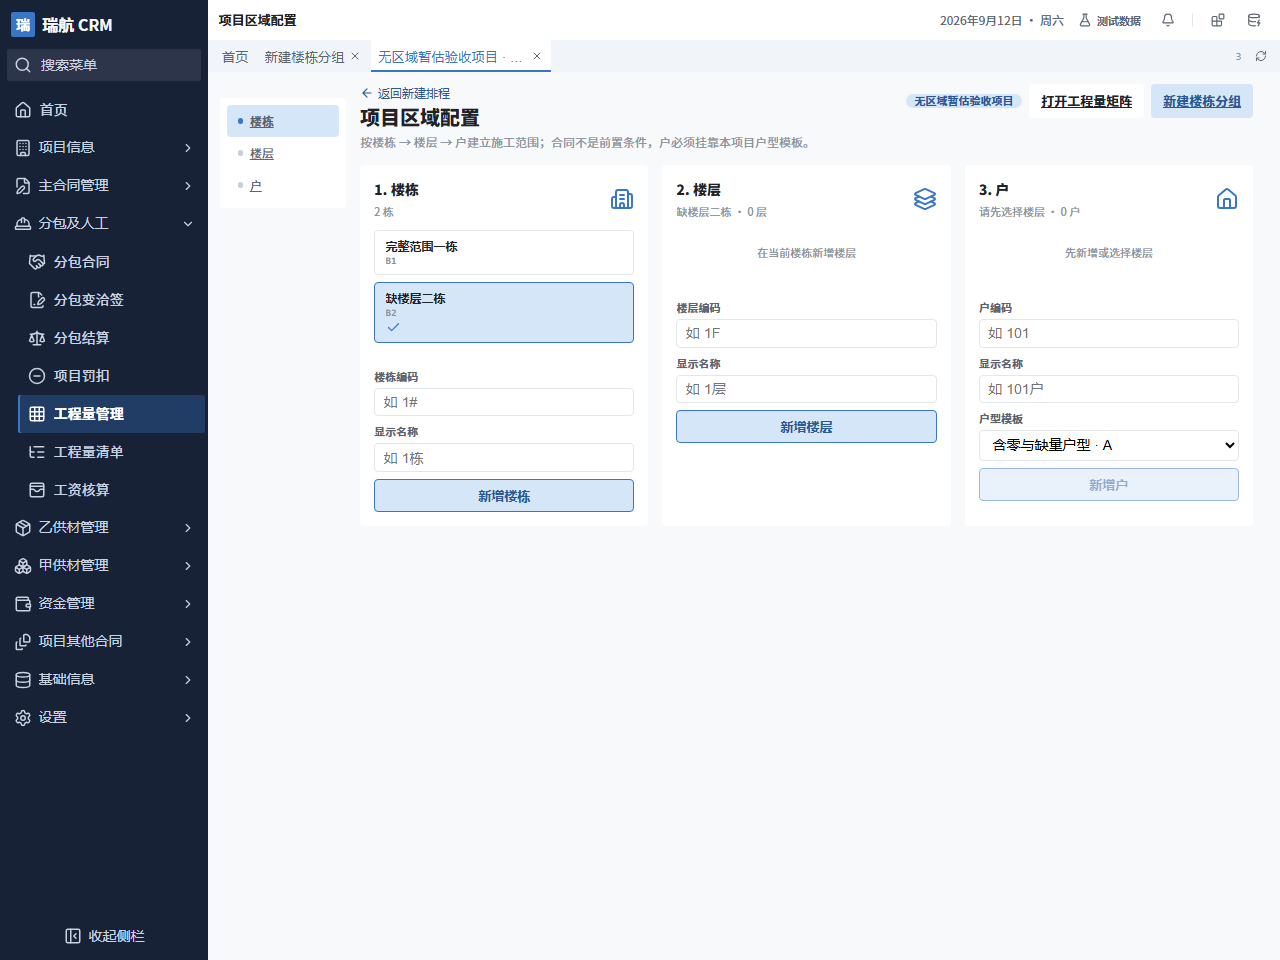 瑞 瑞航 CRM
搜索菜单
首页
项目信息
主合同管理
分包及人工
分包合同
分包变洽签
分包结算
项目罚扣
工程量管理
工程量清单
工资核算
乙供材管理
甲供材管理
资金管理
项目其他合同
基础信息
设置
收起侧栏
项目区域配置
2026年9月12日 · 周六 测试数据
首页 新建楼栋分组 无区域暂估验收项目 · ... 3
楼栋
楼层
户
返回新建排程
项目区域配置
按楼栋 → 楼层 → 户建立施工范围；合同不是前置条件，户必须挂靠本项目户型模板。
无区域暂估验收项目 打开工程量矩阵 新建楼栋分组
1. 楼栋
2 栋
完整范围一栋
B1
缺楼层二栋
B2
楼栋编码
如 1#
显示名称
如 1栋
新增楼栋
2. 楼层
缺楼层二栋 · 0 层
在当前楼栋新增楼层
楼层编码
如 1F
显示名称
如 1层
新增楼层
3. 户
请先选择楼层 · 0 户
先新增或选择楼层
户编码
如 101
显示名称
如 101户
户型模板
含零与缺量户型 · A
新增户